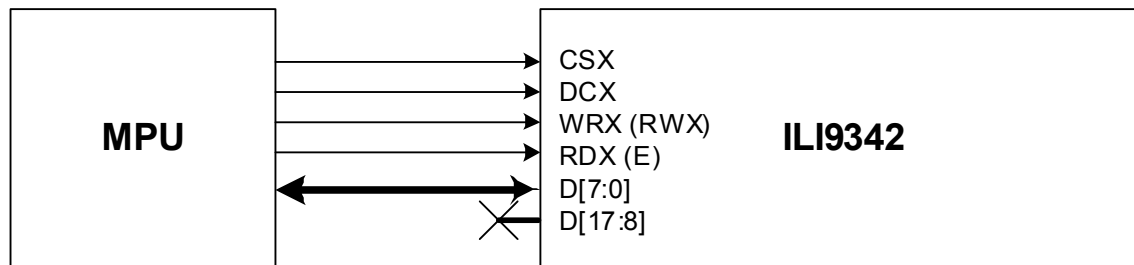 MPU
CSX
DCX
WRX (RWX)
RDX (E)
D[7:0]
D[17:8]
ILI9342